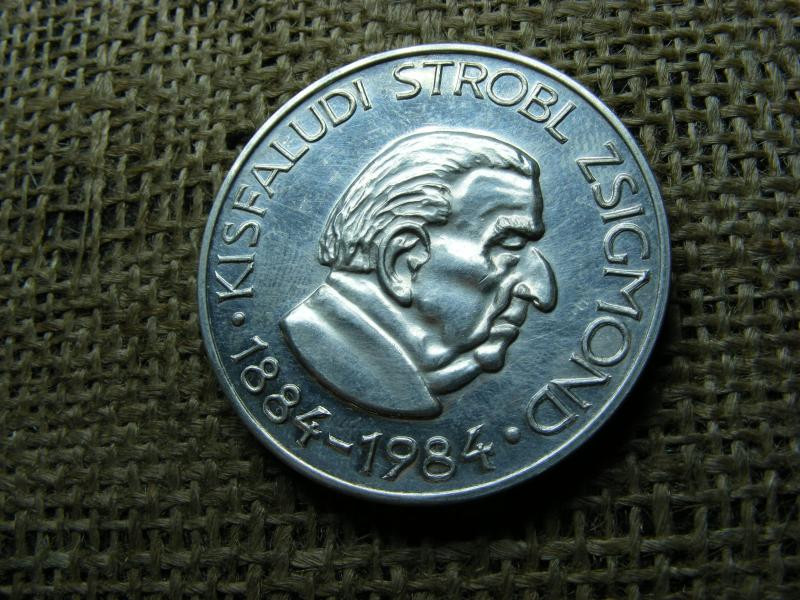 · KISFALUDI STROBL ZSIGMOND ·
1884-1984